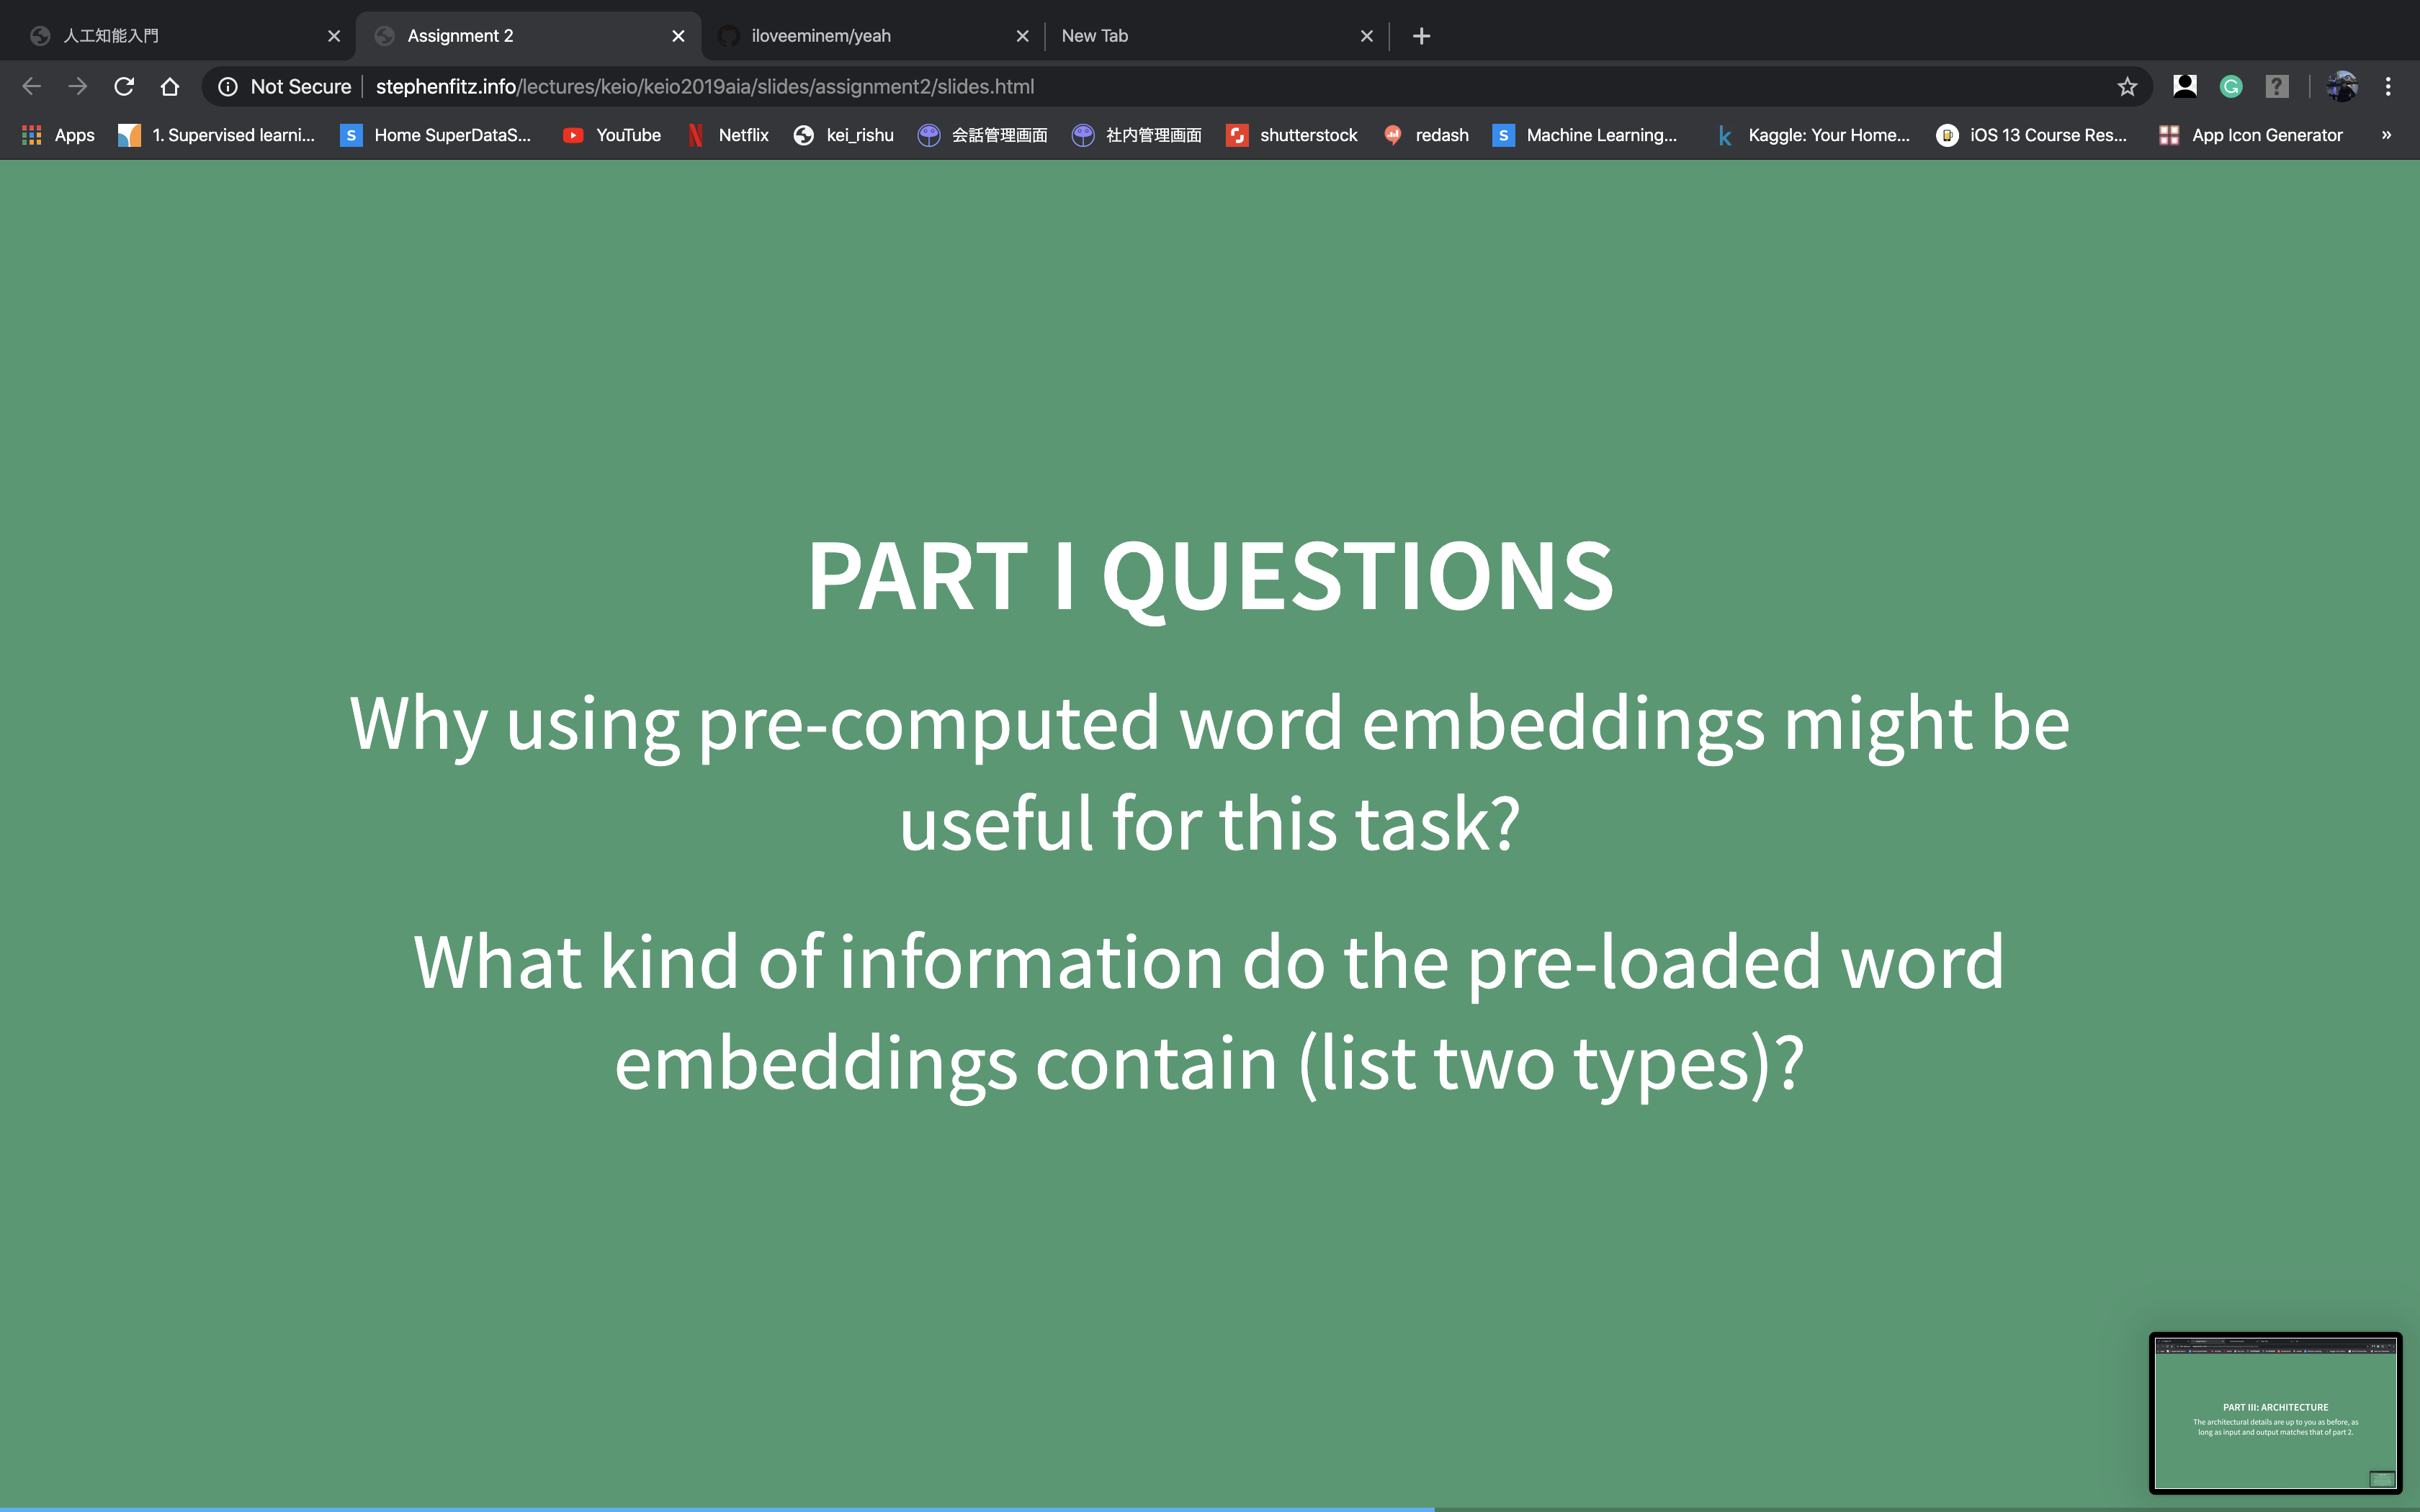 人工知能入門
Assignment 2
iloveeminem/yeah
New Tab
Not Secure
stephenfitz.info/lectures/keio/keio2019aia/slides/assignment2/slides.html
Apps
1. Supervised learni...
Home SuperDataS...
YouTube
Netflix
kei_rishu
会話管理画面
社内管理画面
shutterstock
redash
Machine Learning...
Kaggle: Your Home...
iOS 13 Course Res...
App Icon Generator
»
PART I QUESTIONS
Why using pre-computed word embeddings might be
useful for this task?
What kind of information do the pre-loaded word
embeddings contain (list two types)?
PART III: ARCHITECTURE
The architectural details are up to you as before, as
long as input and output matches that of part 2.